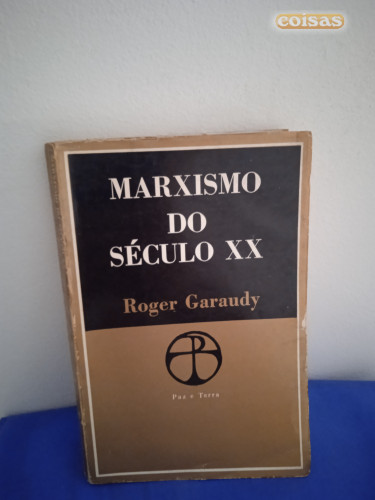 coisas
MARXISMO
DO
SÉCULO XX
Roger Garaudy
Paz e Terra